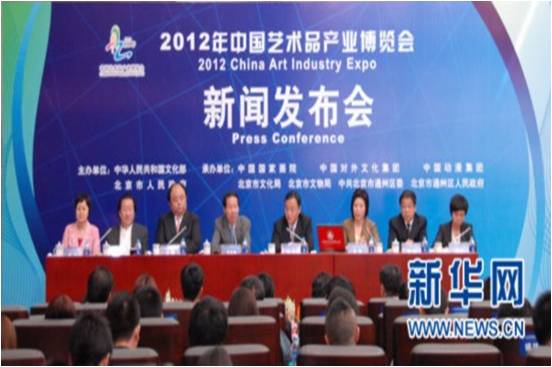 2012年中国艺术品产业博览会
2012 China Art Industry Expo
新闻发布会
Press Conference
主办单位：中华人民共和国文化部
北京市人民政府
承办单位：中国国家画院 中国对外文化集团 中国动漫集团
北京市文化局 北京市文物局 中共北京市通州区委 北京市通州区人民政府
新华网
WWW.NEWS.CN